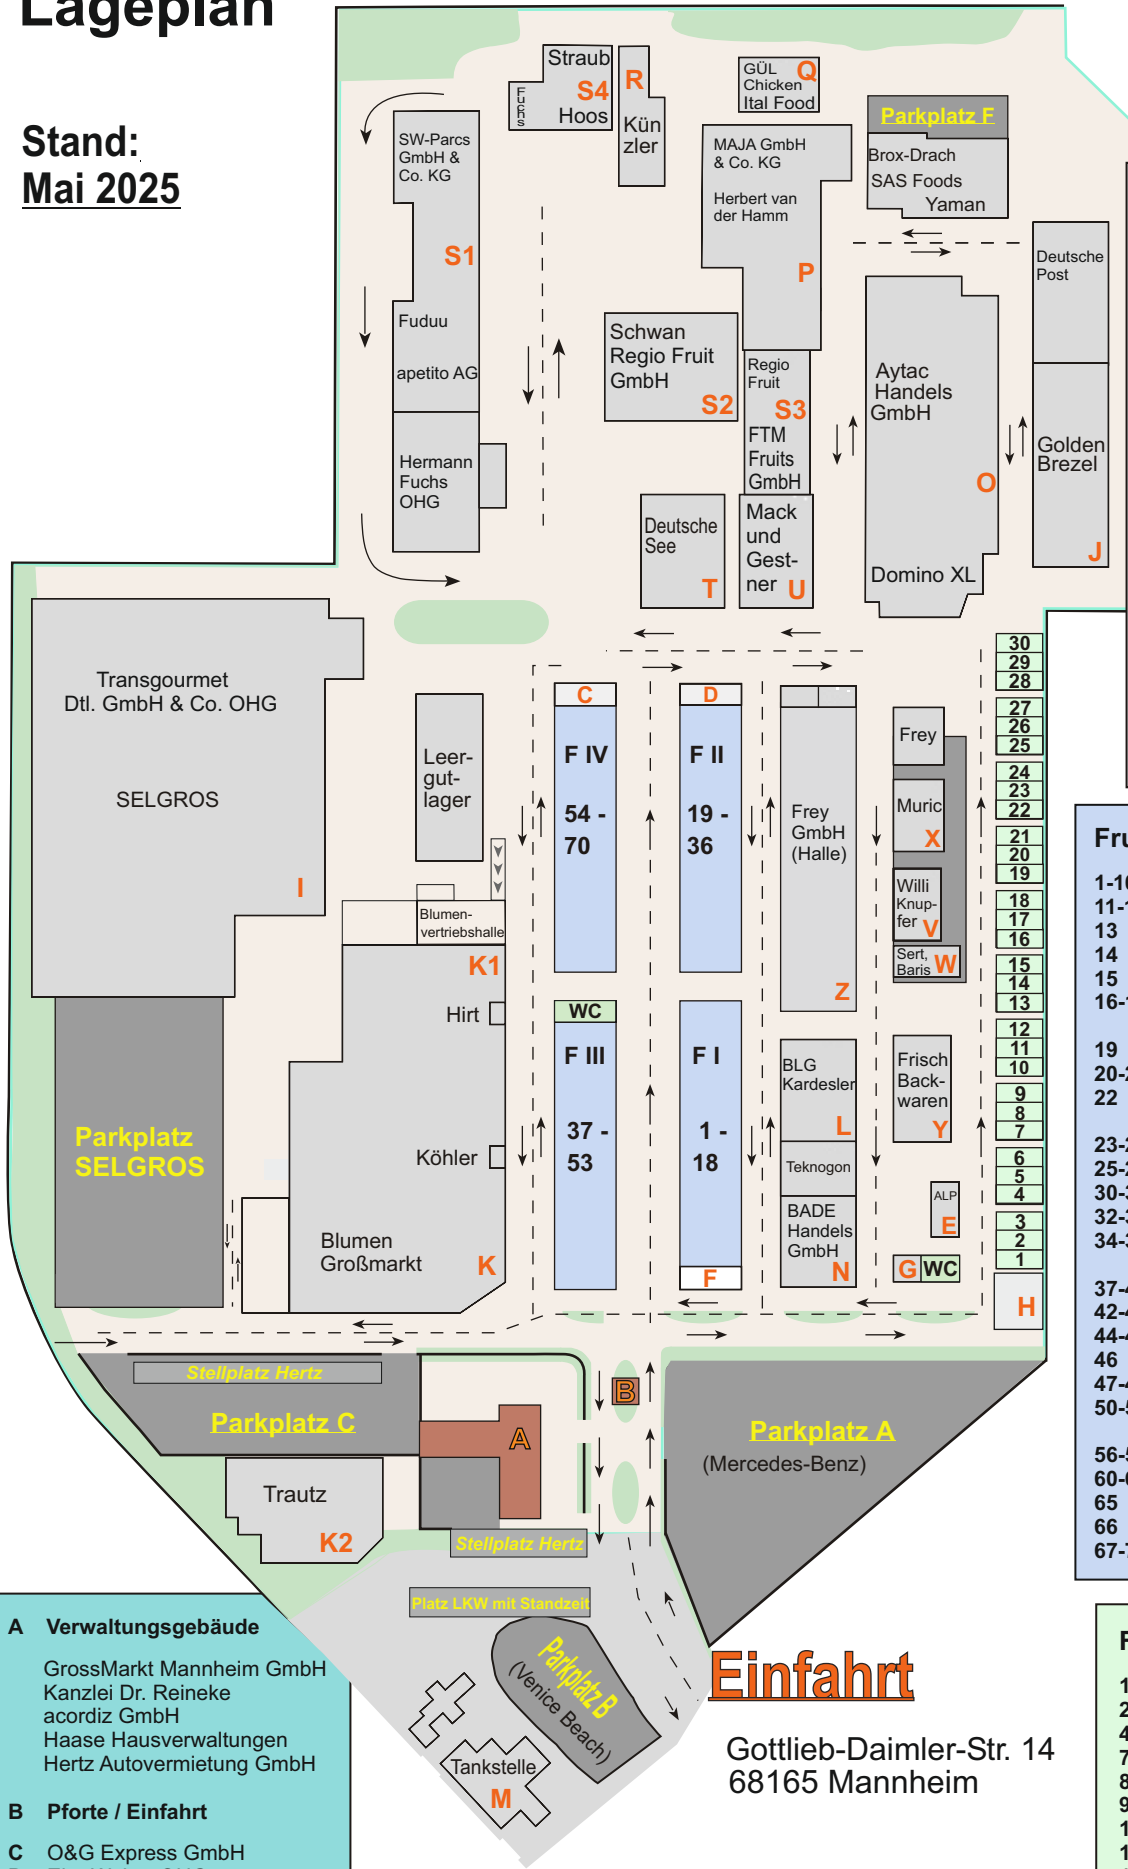 Lageplan
Stand:
Mai 2025
Straub
Fuchs
S4
Hoos
R
Kün
zler
GÜL
Chicken
Ital Food
Q
Parkplatz F
Brox-Drach
SAS Foods
Yaman
SW-Parcs
GmbH &
Co. KG
S1
Fuduu
apetito AG
Hermann
Fuchs
OHG
MAJA GmbH
& Co. KG
Herbert van
der Hamm
P
Deutsche
Post
Schwan
Regio Fruit
GmbH
S2
Regio
Fruit
S3
FTM
Fruits
GmbH
Aytac
Handels
GmbH
O
Domino XL
Golden
Brezel
J
Deutsche
See
T
Mack
und
Gest-
ner
U
Transgourmet
Dtl. GmbH & Co. OHG
SELGROS
I
Leer-
gut-
lager
C
F IV
54 -
70
D
F II
19 -
36
Frey
GmbH
(Halle)
Z
Frey
Muric
X
Willi
Knup-
fer
V
Sert,
Baris
W
30
29
28
27
26
25
24
23
22
21
20
19
18
17
16
15
14
13
12
11
10
9
8
7
6
5
4
3
2
1
H
Blumen-
vertriebshalle
K1
Hirt
Köhler
Blumen
Großmarkt
K
Parkplatz
SELGROS
WC
F III
37 -
53
F I
1 -
18
F
BLG
Kardesler
L
Teknogon
BADE
Handels
GmbH
N
Frisch
Back-
waren
Y
ALP
E
G
WC
Stellplatz Hertz
Parkplatz C
A
B
Parkplatz A
(Mercedes-Benz)
Trautz
K2
Stellplatz Hertz
Platz LKW mit Standzeit
Parkplatz B
(Venice Beach)
Tankstelle
M
Einfahrt
Gottlieb-Daimler-Str. 14
68165 Mannheim
A Verwaltungsgebäude
GrossMarkt Mannheim GmbH
Kanzlei Dr. Reineke
acordiz GmbH
Haase Hausverwaltungen
Hertz Autovermietung GmbH
B Pforte / Einfahrt
C O&G Express GmbH
13
14
15
19
22
46
65
66